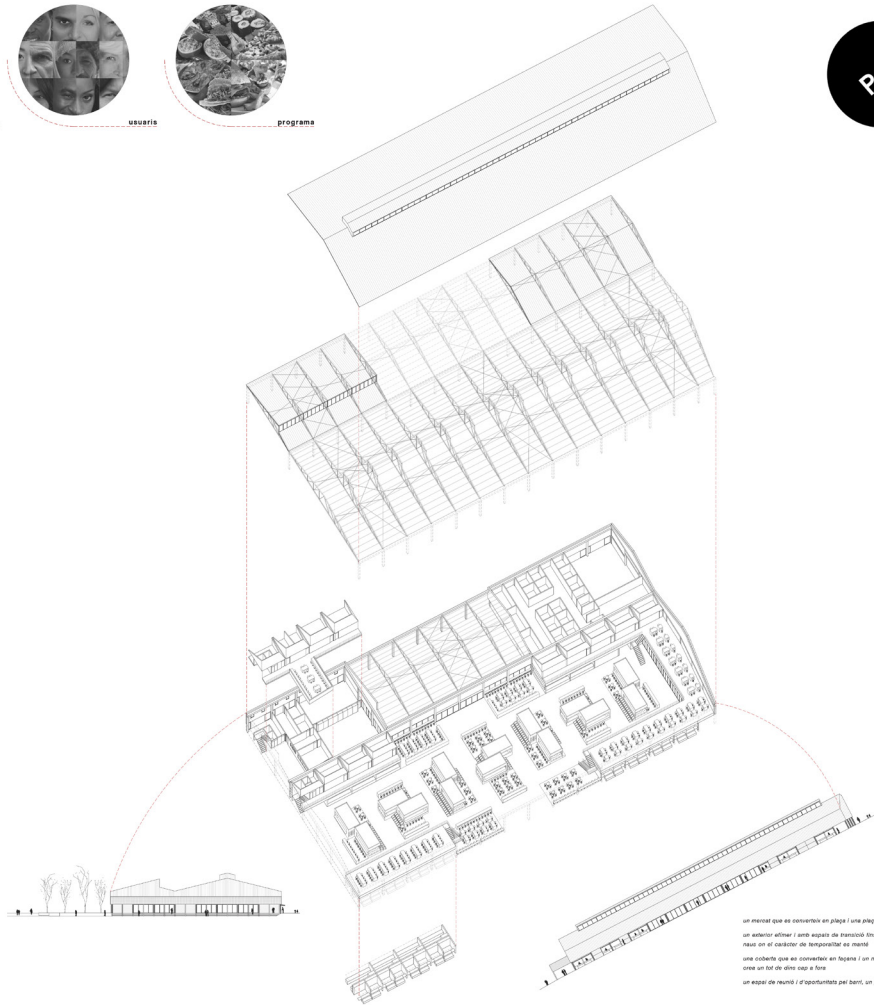 usuaris
programa
P
un mercat que es converteix en plaça i una plaç
un exterior efímer i amb espais de transició fins
naus on el caràcter de temporalitat es manté
una coberta que es converteix en façana i un m
crea un tot de dins cap a fora
un espai de reunió i d'oportunitats pel barri, un